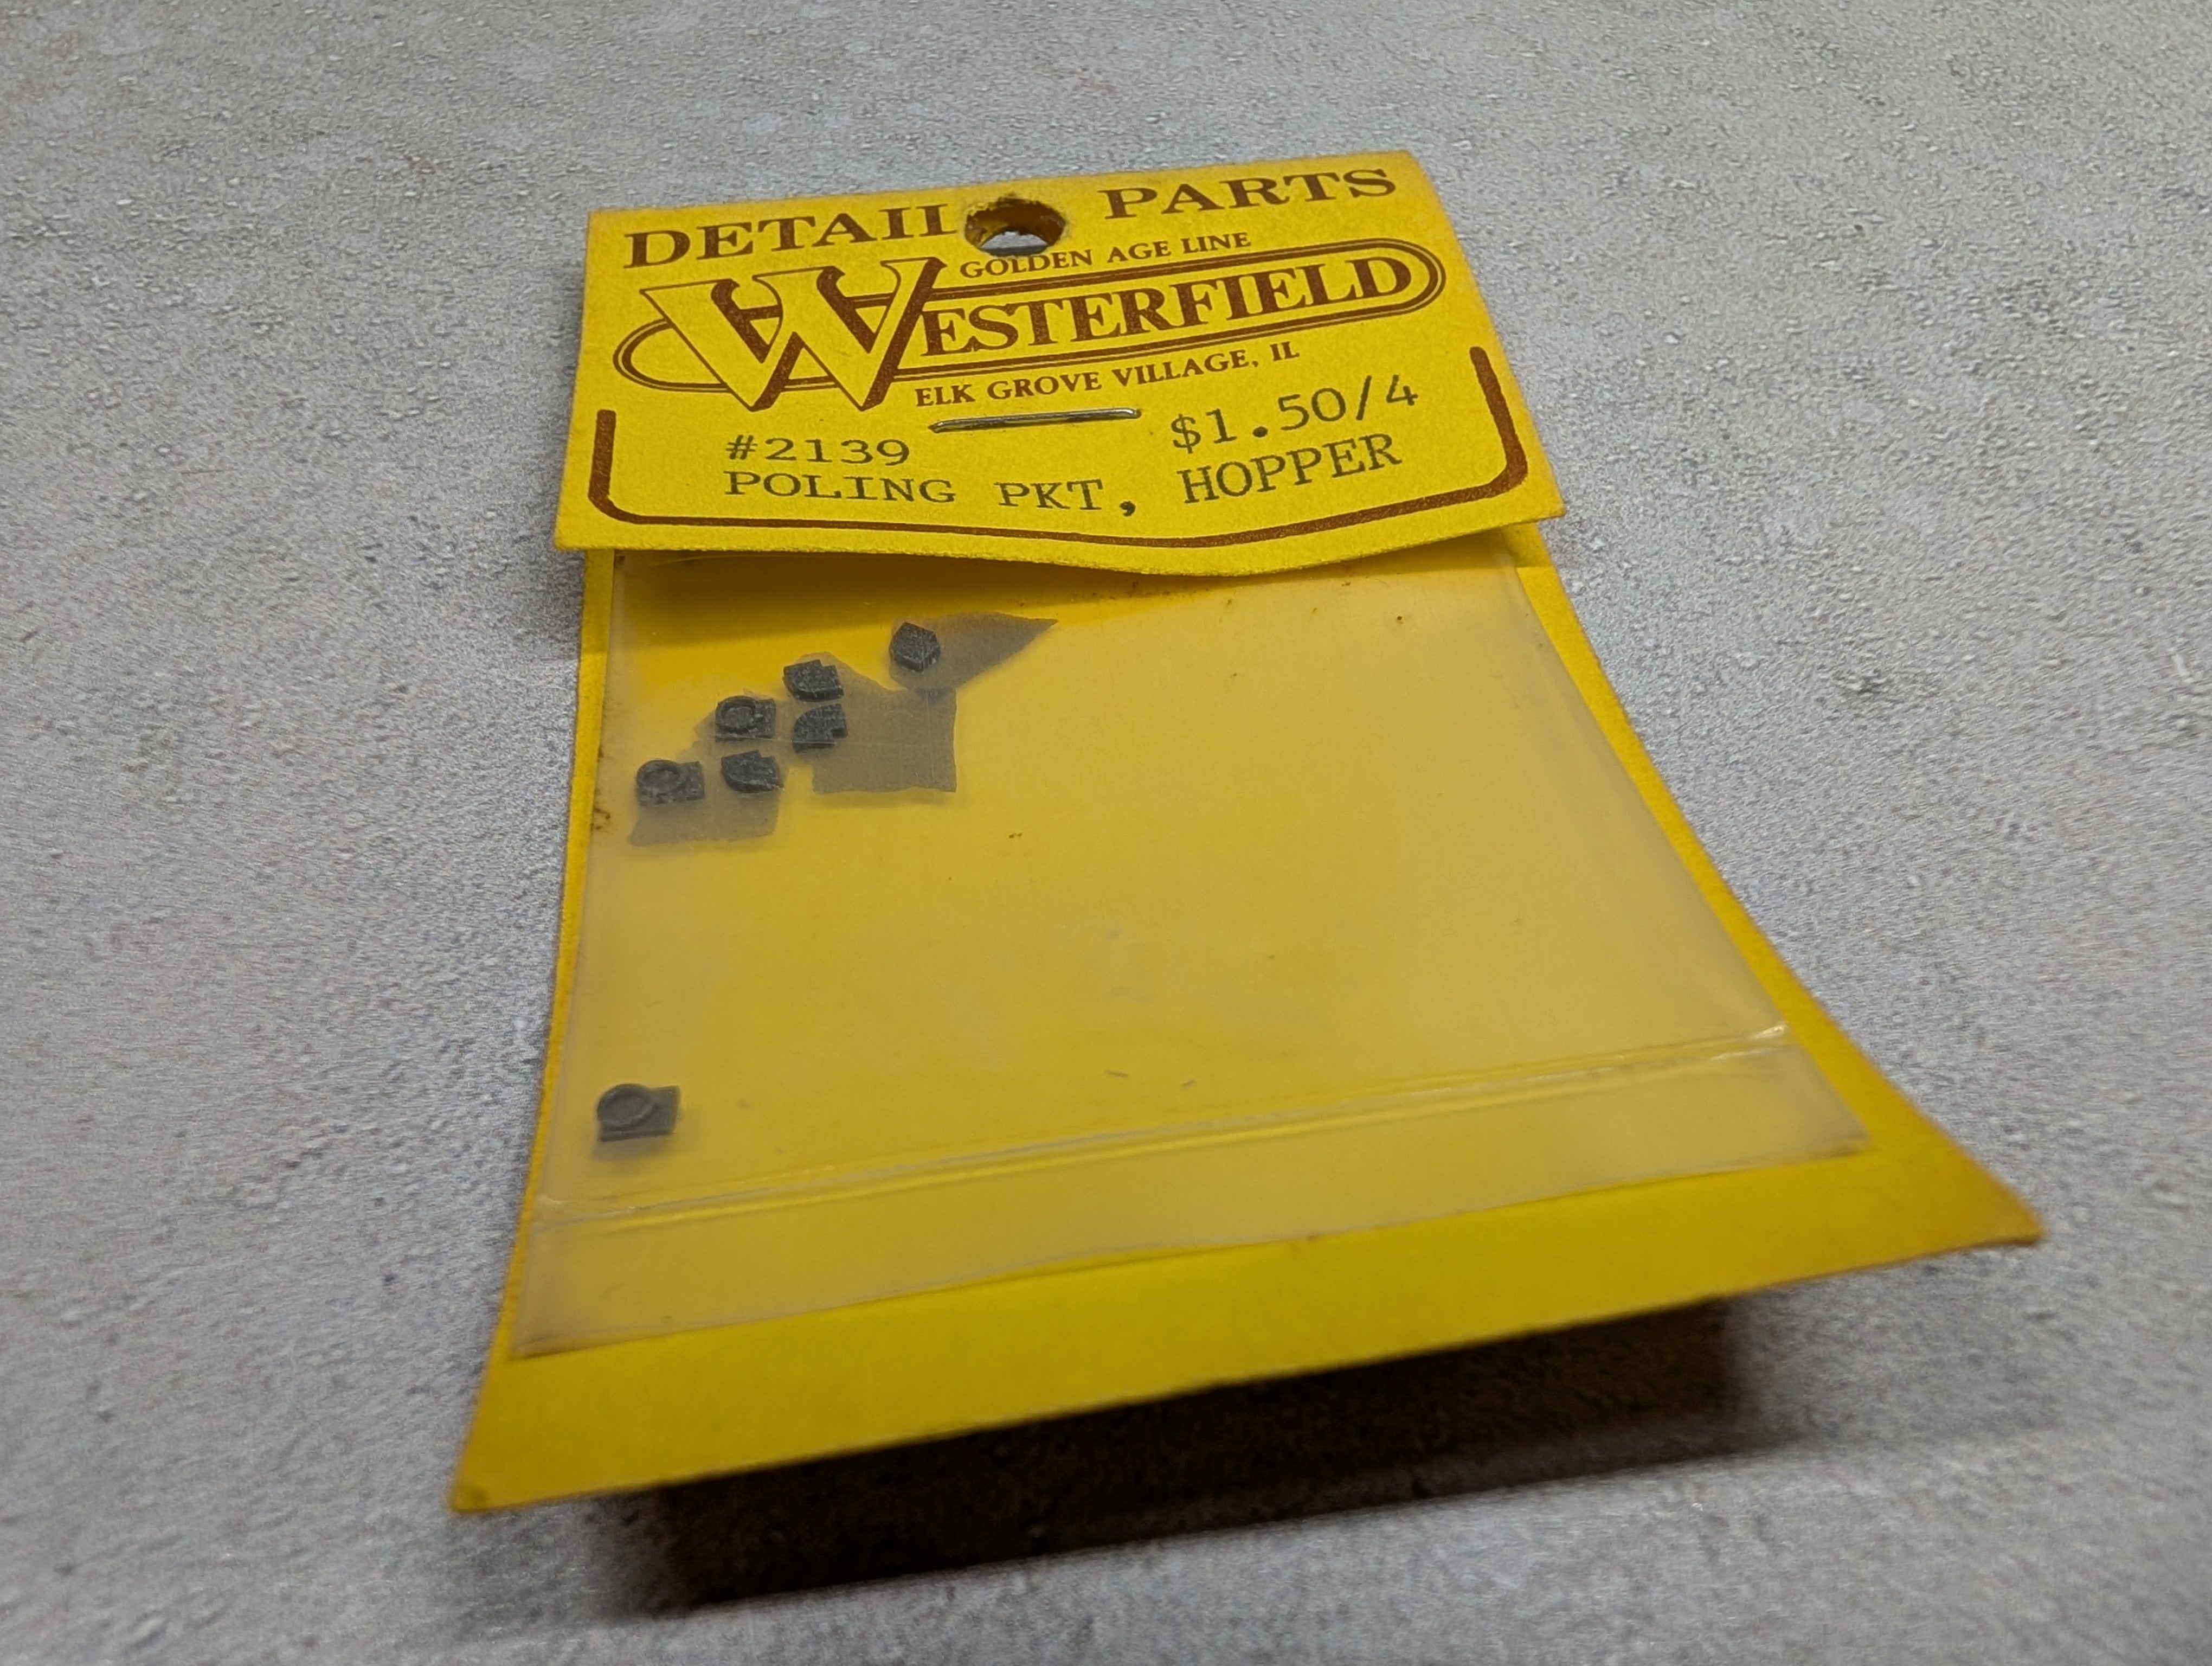 DETAIL PARTS
GOLDEN AGE LINE
WESTERFIELD
ELK GROVE VILLAGE, IL
#2139 $1.50/4
POLING PKT, HOPPER